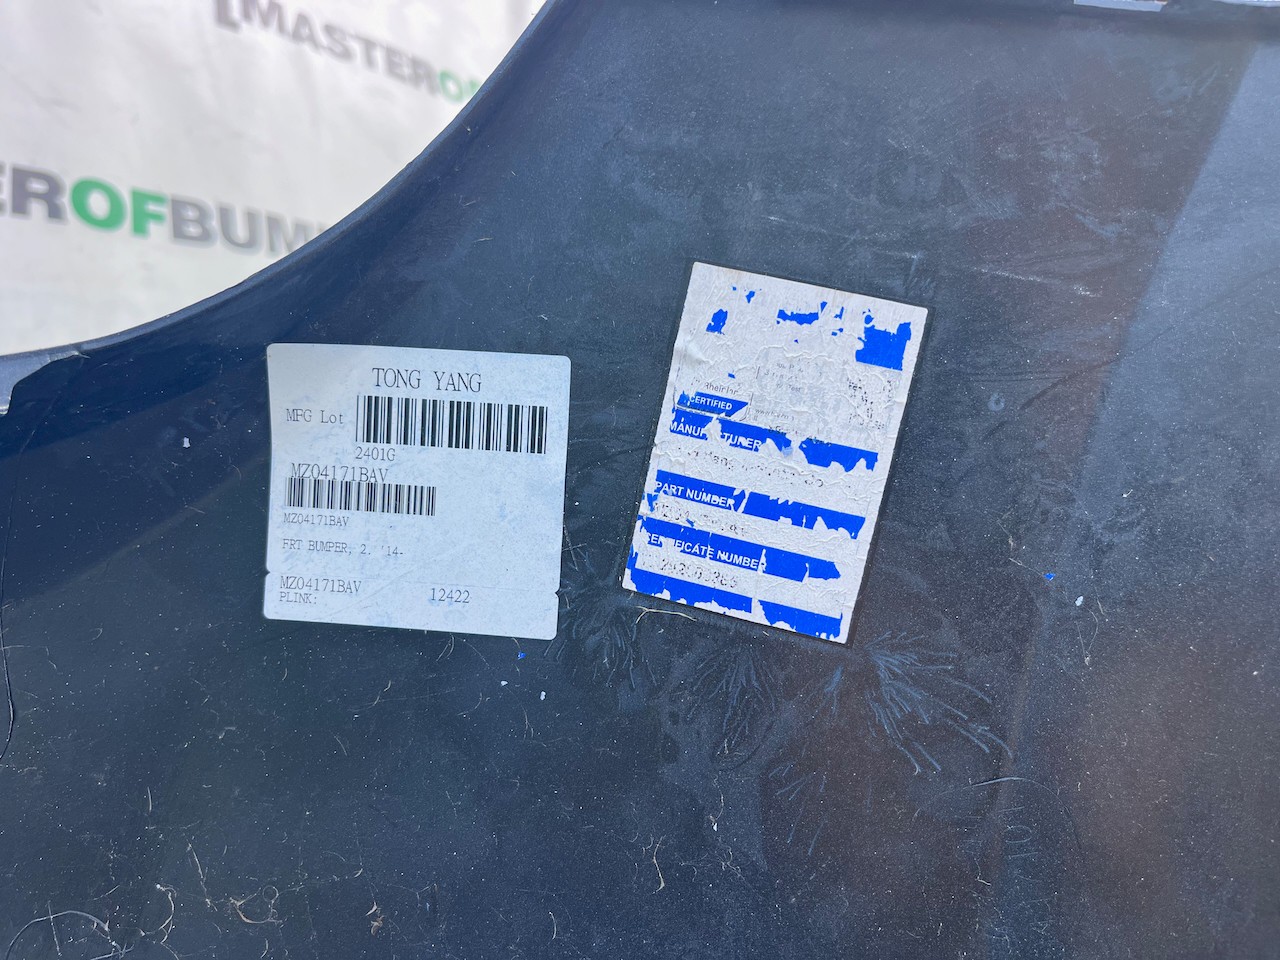 [MASTERO
EROFBUM
TONG YANG
MFG Lot
2401G
MZ04171BAV
MZ04171BAV
FRT BUMPER, 2. '14-
MZ04171BAV
PLINK:
12422
CERTIFIED
MANUFACTURER
PART NUMBER
CERTIFICATE NUMBER